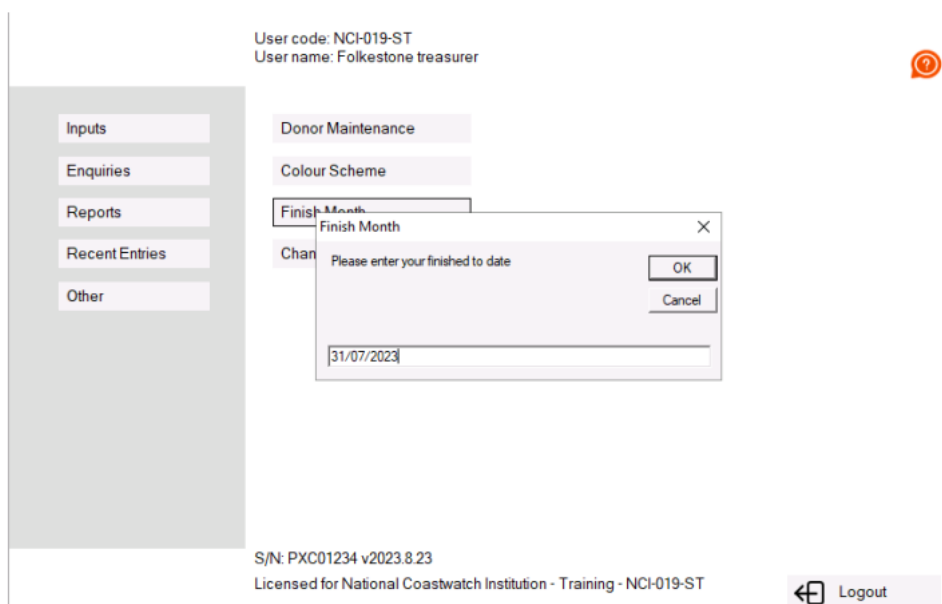 User code: NCI-019-ST
User name: Folkestone treasurer
Inputs
Enquiries
Reports
Recent Entries
Other
Donor Maintenance
Colour Scheme
Finish Month
Chan
Finish Month
Please enter your finished to date
OK
Cancel
31/07/2023
S/N: PXC01234 v2023.8.23
Licensed for National Coastwatch Institution - Training - NCI-019-ST
Logout